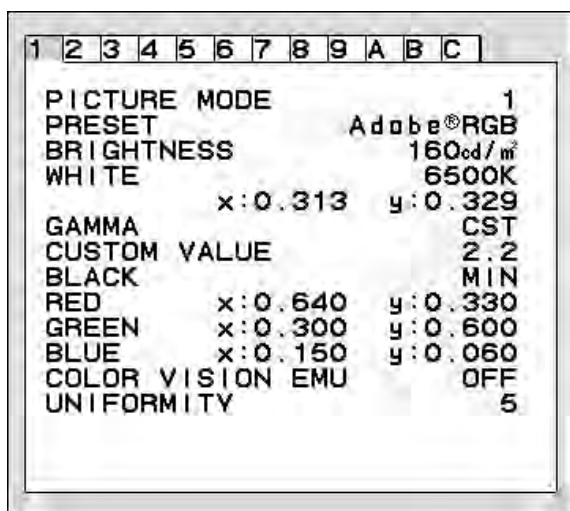 1 2 3 4 5 6 7 8 9 A B C
PICTURE MODE 1
PRESET Adobe®RGB
BRIGHTNESS 160cd/㎡
WHITE 6500K
x:0.313 y:0.329
GAMMA CST
CUSTOM VALUE 2.2
BLACK MIN
RED x:0.640 y:0.330
GREEN x:0.300 y:0.600
BLUE x:0.150 y:0.060
COLOR VISION EMU OFF
UNIFORMITY 5